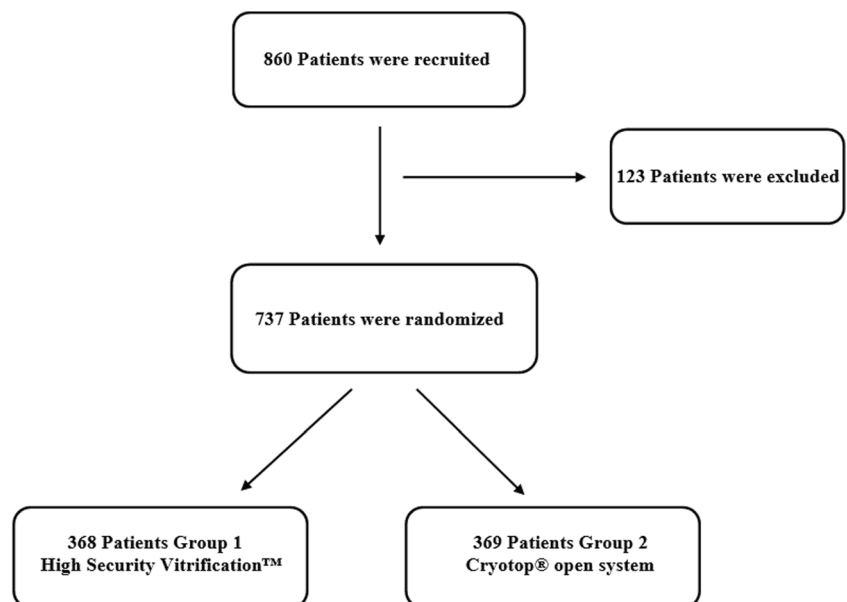 860 Patients were recruited
123 Patients were excluded
737 Patients were randomized
368 Patients Group 1
High Security Vitrification™
369 Patients Group 2
Cryotop® open system